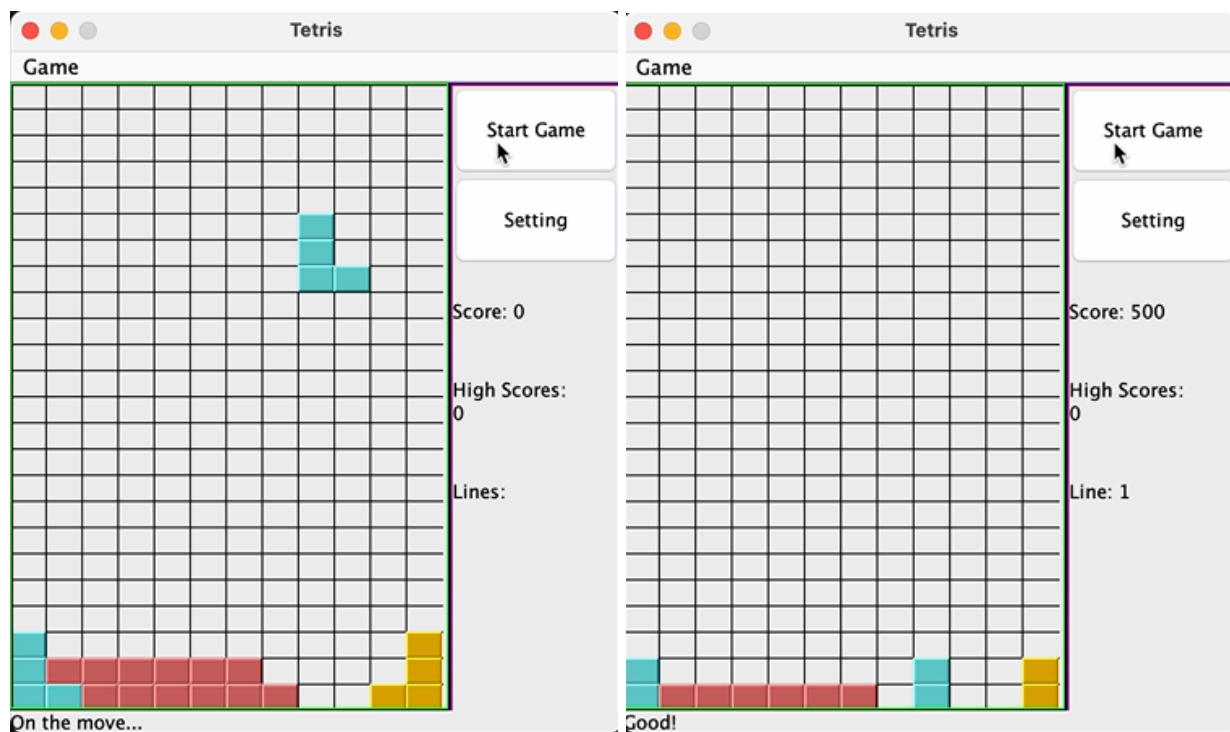 Tetris
Game
Start Game
Setting
Score: 0
High Scores:
0
Lines:
On the move...
Tetris
Game
Start Game
Setting
Score: 500
High Scores:
0
Line: 1
Good!